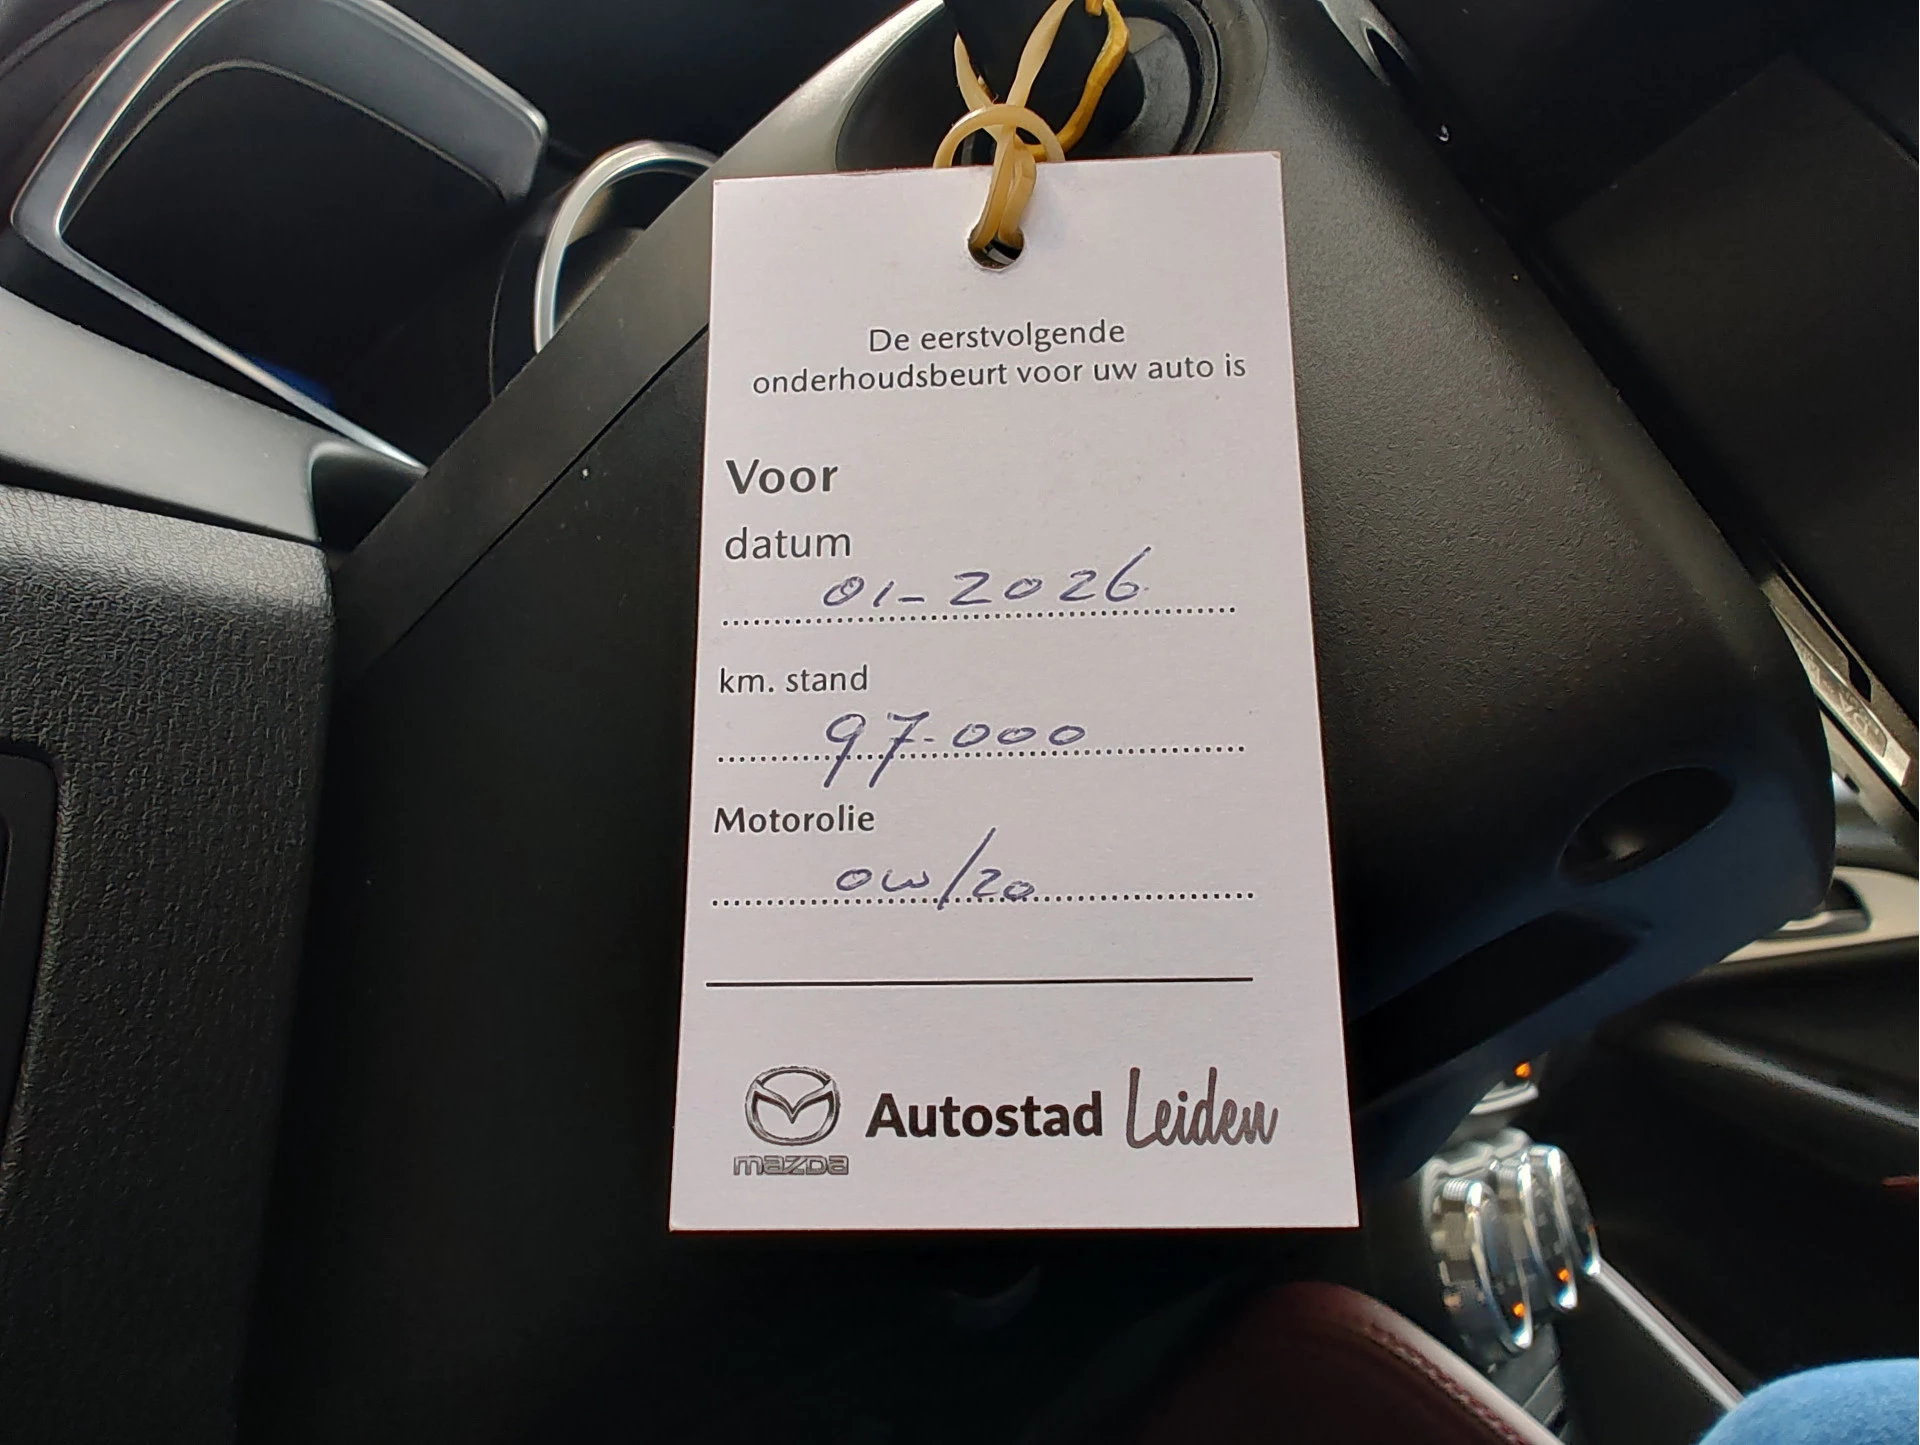 De eerstvolgende
onderhoudsbeurt voor uw auto is
Voor
datum
01-2026
km. stand
97.000
Motorolie
0W/20
mazda
Autostad Leiden